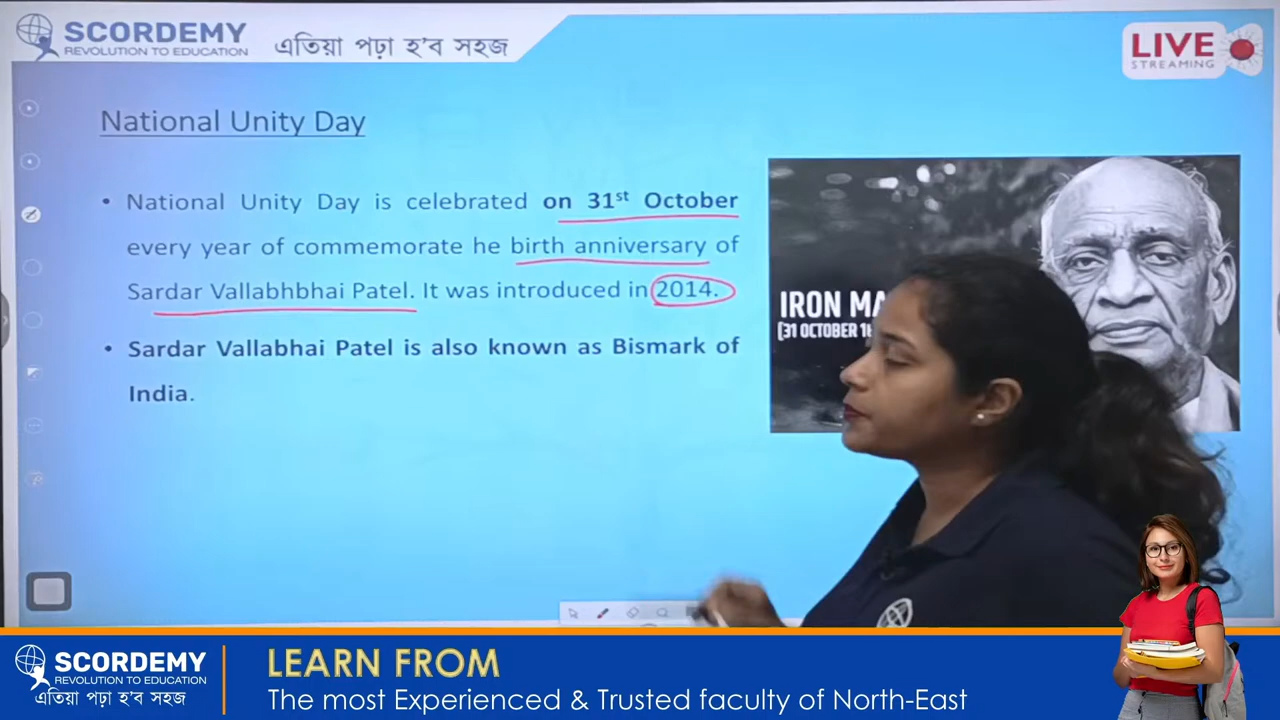 SCORDEMY
REVOLUTION TO EDUCATION
এতিয়া পঢ়া হ'ব সহজ
LIVE
STREAMING
National Unity Day
• National Unity Day is celebrated on 31st October
every year of commemorate he birth anniversary of
Sardar Vallabhbhai Patel. It was introduced in 2014.
• Sardar Vallabhai Patel is also known as Bismark of
India.
IRON
(31 OCTOBER
SCORDEMY
REVOLUTION TO EDUCATION
এতিয়া পঢ়া হ'ব সহজ
LEARN FROM
The most Experienced & Trusted faculty of North-East